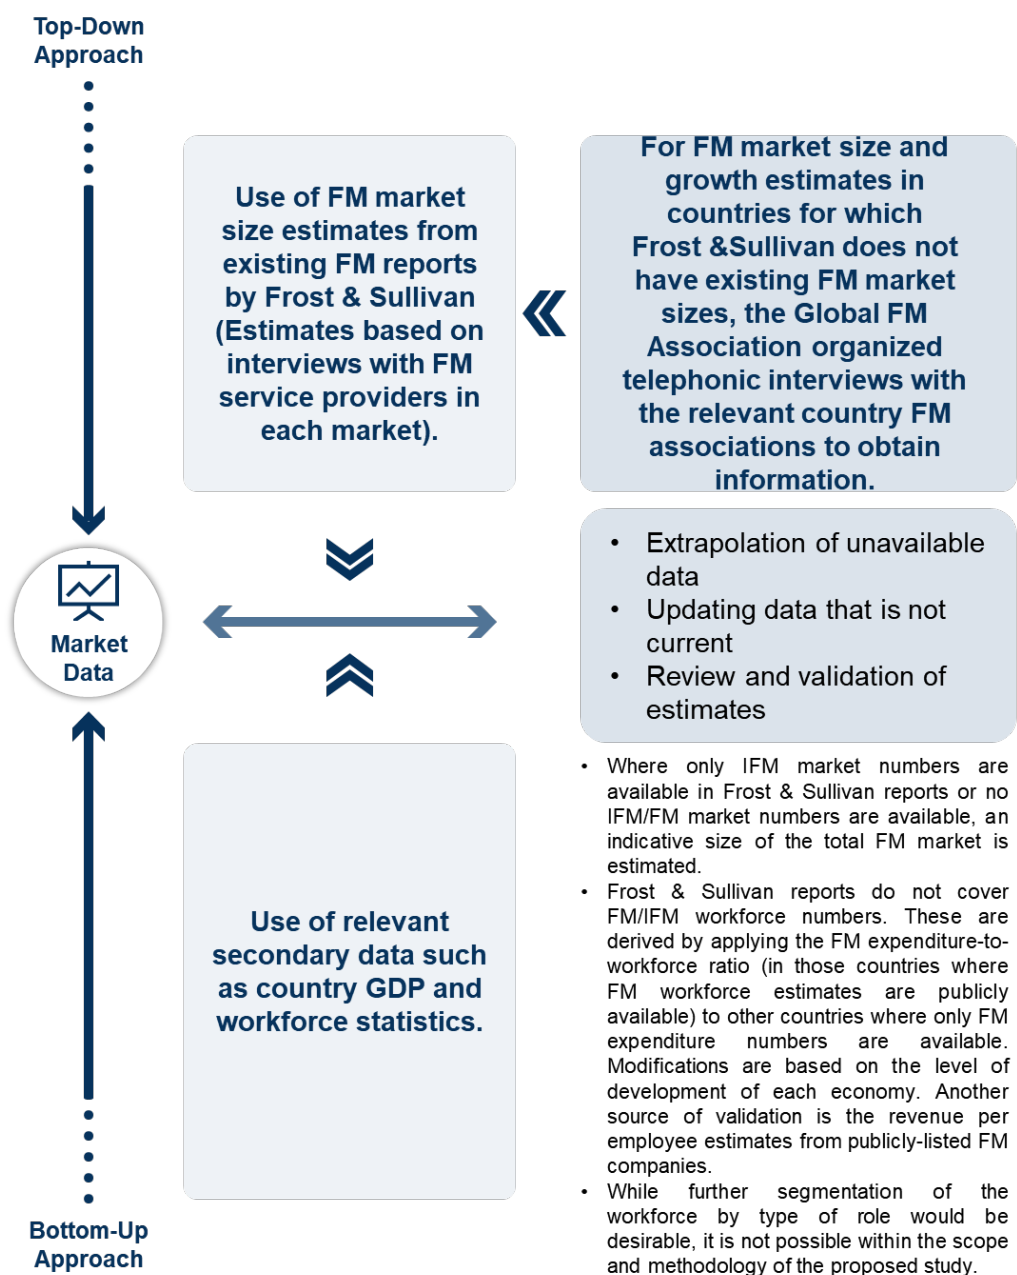 Top-Down
Approach
Use of FM market
size estimates from
existing FM reports
by Frost & Sullivan
(Estimates based on
interviews with FM
service providers in
each market).
For FM market size and
growth estimates in
countries for which
Frost &Sullivan does not
have existing FM market
sizes, the Global FM
Association organized
telephonic interviews with
the relevant country FM
associations to obtain
information.
Market
Data
• Extrapolation of unavailable
data
• Updating data that is not
current
• Review and validation of
estimates
Use of relevant
secondary data such
as country GDP and
workforce statistics.
• Where only IFM market numbers are
available in Frost & Sullivan reports or no
IFM/FM market numbers are available, an
indicative size of the total FM market is
estimated.
• Frost & Sullivan reports do not cover
FM/IFM workforce numbers. These are
derived by applying the FM expenditure-to-
workforce ratio (in those countries where
FM workforce estimates are publicly
available) to other countries where only FM
expenditure numbers are available.
Modifications are based on the level of
development of each economy. Another
source of validation is the revenue per
employee estimates from publicly-listed FM
companies.
• While further segmentation of the
workforce by type of role would be
desirable, it is not possible within the scope
and methodology of the proposed study.
Bottom-Up
Approach